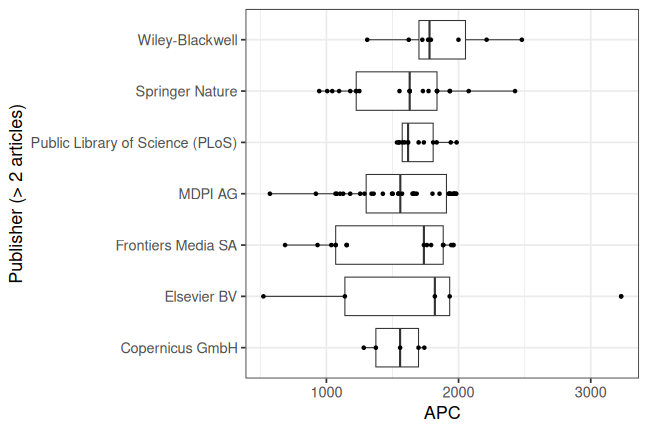 Publisher (> 2 articles)
Wiley-Blackwell
Springer Nature
Public Library of Science (PLoS)
MDPI AG
Frontiers Media SA
Elsevier BV
Copernicus GmbH
1000 2000 3000
APC